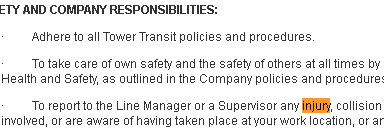 ETY AND COMPANY RESPONSIBILITIES:
· Adhere to all Tower Transit policies and procedures.
· To take care of own safety and the safety of others at all times by
Health and Safety, as outlined in the Company policies and procedures
· To report to the Line Manager or a Supervisor any injury, collision
involved, or are aware of having taken place at your work location, or an